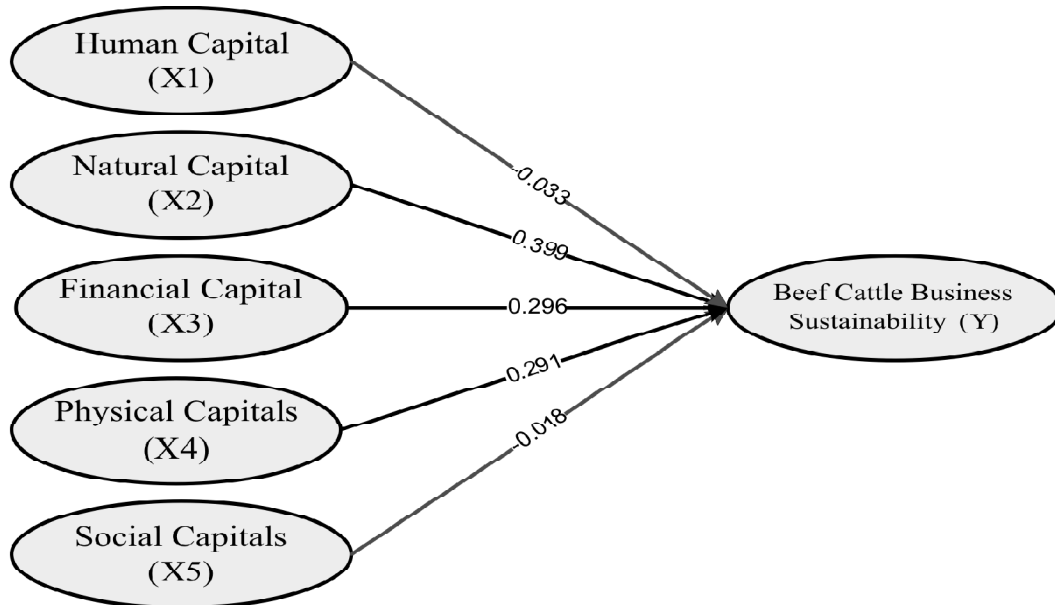 Human Capital
(X1)
-0.033
Natural Capital
(X2)
0.399
Financial Capital
(X3)
0.296
Beef Cattle Business
Sustainability (Y)
Physical Capitals
(X4)
0.291
Social Capitals
(X5)
-0.018